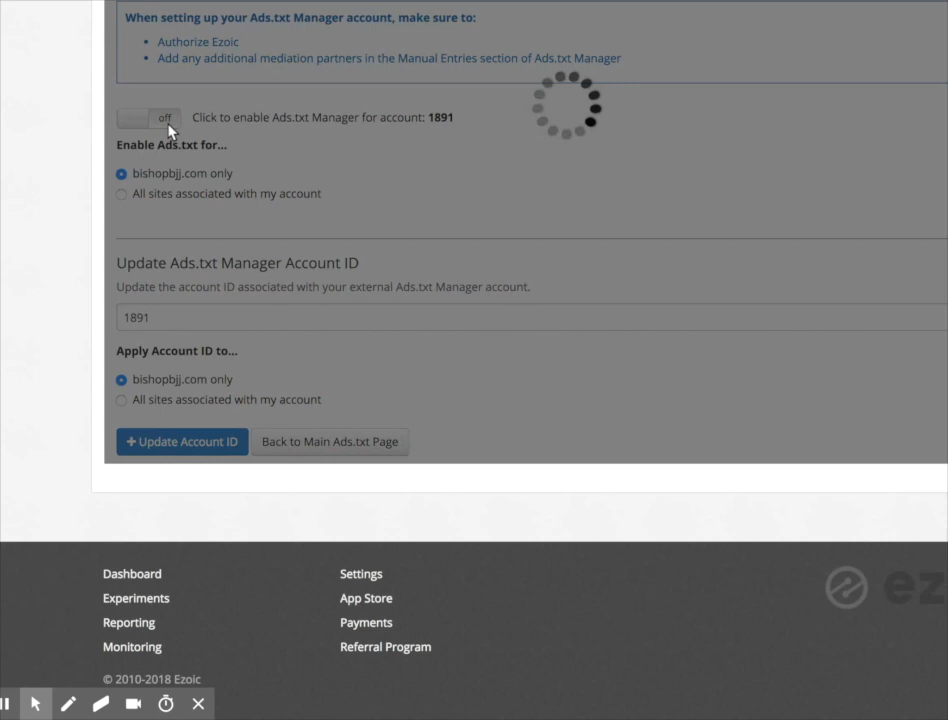 When setting up your Ads.txt Manager account, make sure to:
Authorize Ezoic
Add any additional mediation partners in the Manual Entries section of Ads.txt Manager
off Click to enable Ads.txt Manager for account: 1891
Enable Ads.txt for...
bishopbjj.com only
All sites associated with my account
Update Ads.txt Manager Account ID
Update the account ID associated with your external Ads.txt Manager account.
1891
Apply Account ID to...
bishopbjj.com only
All sites associated with my account
Update Account ID Back to Main Ads.txt Page
Dashboard Settings
Experiments App Store
Reporting Payments
Monitoring Referral Program
ez
© 2010-2018 Ezoic